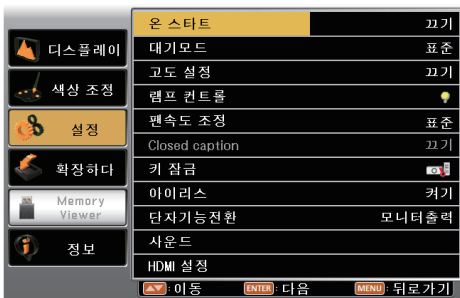 디스플레이
색상 조정
설정
확장하다
Memory
Viewer
정보
온 스타트 끄기
대기모드 표준
고도 설정 끄기
램프 컨트롤
팬속도 조정 표준
Closed caption 끄기
키 잠금
아이리스 켜기
단자기능전환 모니터출력
사운드
HDMI 설정
:이동 ENTER:다음 MENU:뒤로가기